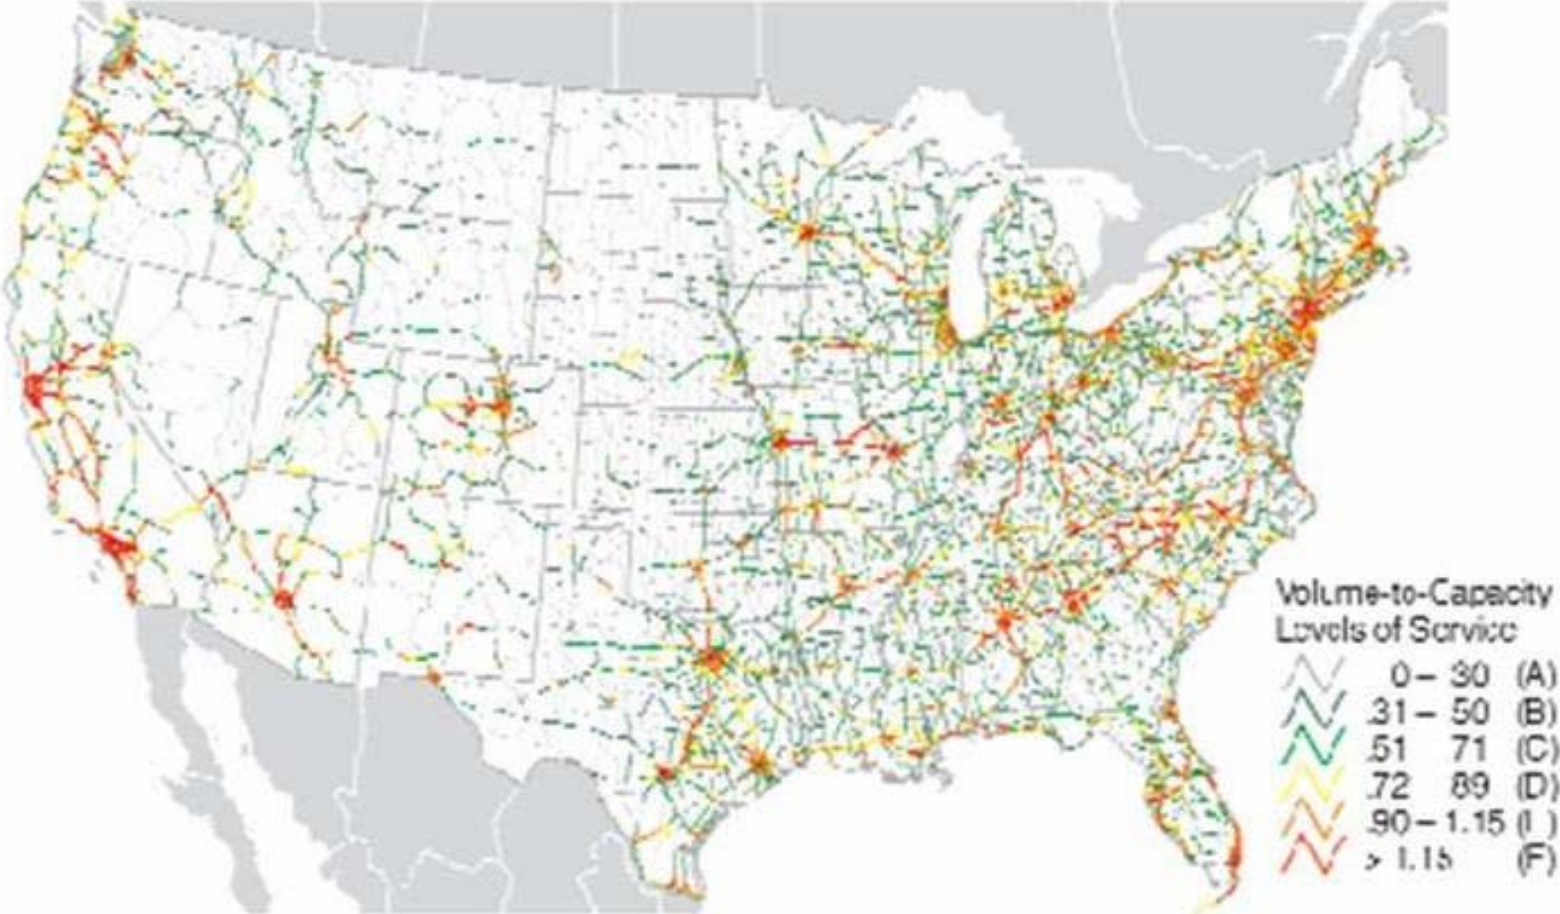 Volume-to-Capacity
Levels of Service
0 – 30 (A)
.31 – 50 (B)
.51 71 (C)
.72 89 (D)
.90 – 1.15
> 1.15 (F)